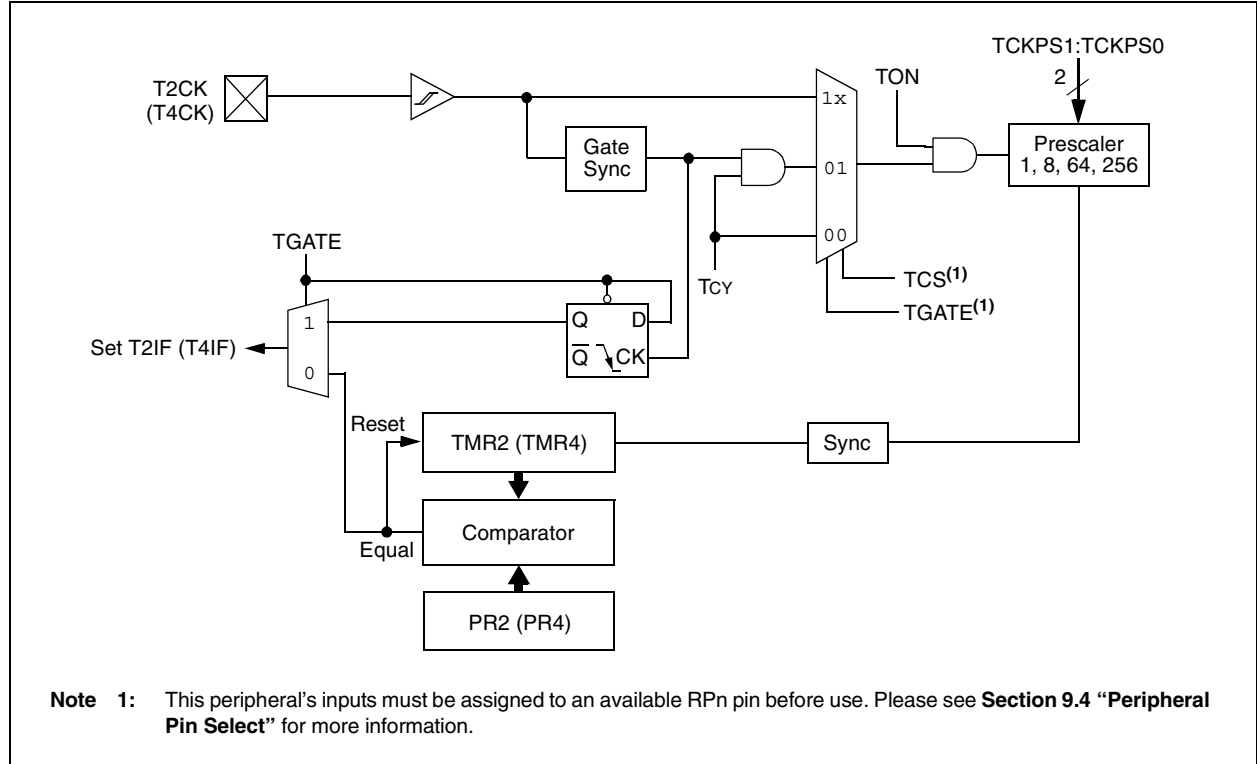 TCKPS1:TCKPS0
2
TON
T2CK
(T4CK)
1x
Gate
Sync
01
Prescaler
1, 8, 64, 256
00
TGATE
TCY
TCS(1)
TGATE(1)
1
Q D
Set T2IF (T4IF)
Q CK
0
Reset
TMR2 (TMR4)
Sync
Comparator
Equal
PR2 (PR4)
Note 1: This peripheral's inputs must be assigned to an available RPn pin before use. Please see Section 9.4 “Peripheral
Pin Select” for more information.